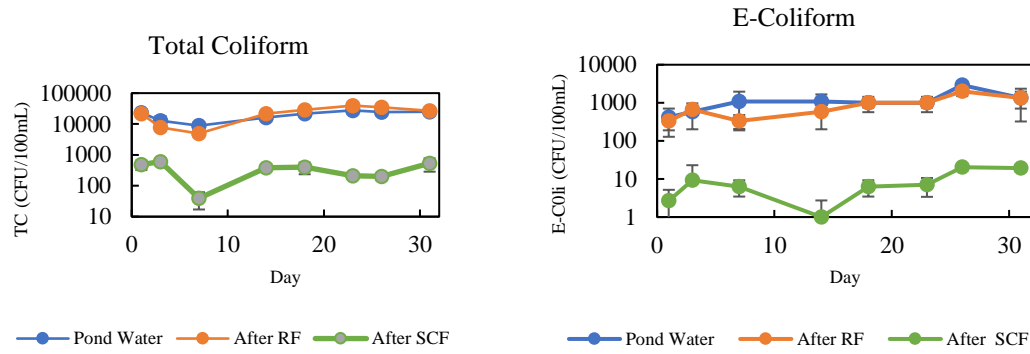 Total Coliform
TC (CFU/100mL)
100000
10000
1000
100
10
0 10 20 30
Day
Pond Water After RF After SCF
E-Coliform
E-C0li (CFU/100mL)
10000
1000
100
10
1
0 10 20 30
Day
Pond Water After RF After SCF